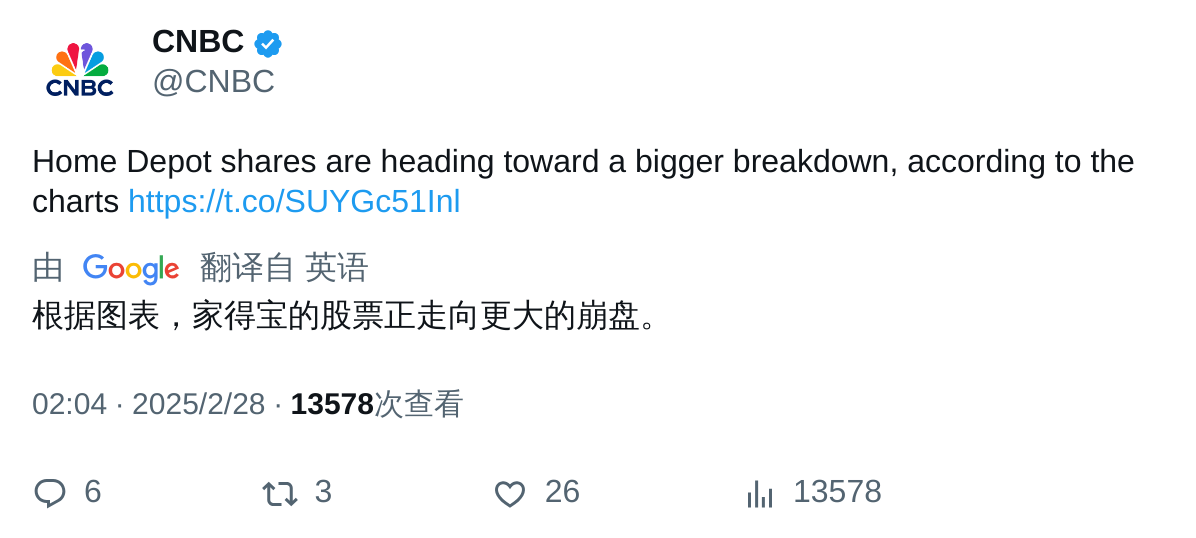 CNBC
CNBC
@CNBC
Home Depot shares are heading toward a bigger breakdown, according to the
charts https://t.co/SUYGc51Inl
由 Google 翻译自 英语
根据图表，家得宝的股票正走向更大的崩盘。
02:04 · 2025/2/28 · 13578次查看
6 3 26 13578